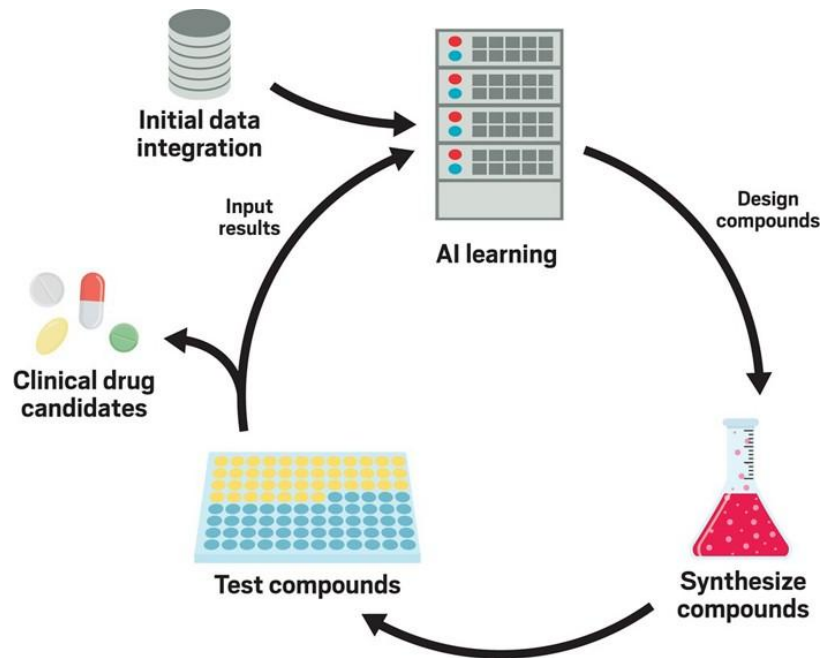 Initial data
integration
Input
results
AI learning
Design
compounds
Clinical drug
candidates
Test compounds
Synthesize
compounds